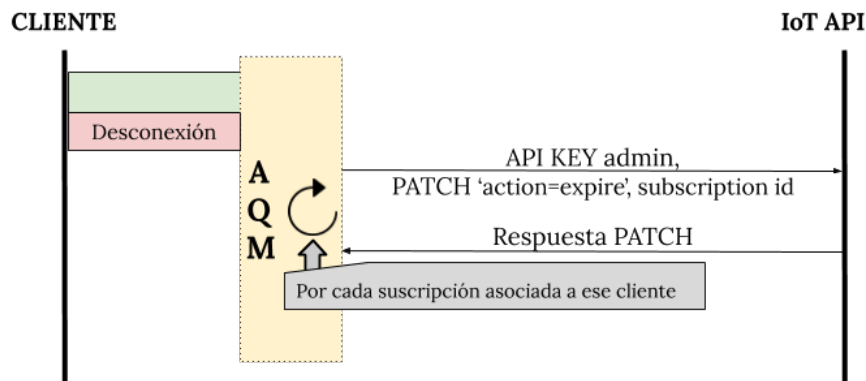 CLIENTE
IoT API
Desconexión
A
Q
M
API KEY admin,
PATCH ‘action=expire’, subscription id
Respuesta PATCH
Por cada suscripción asociada a ese cliente